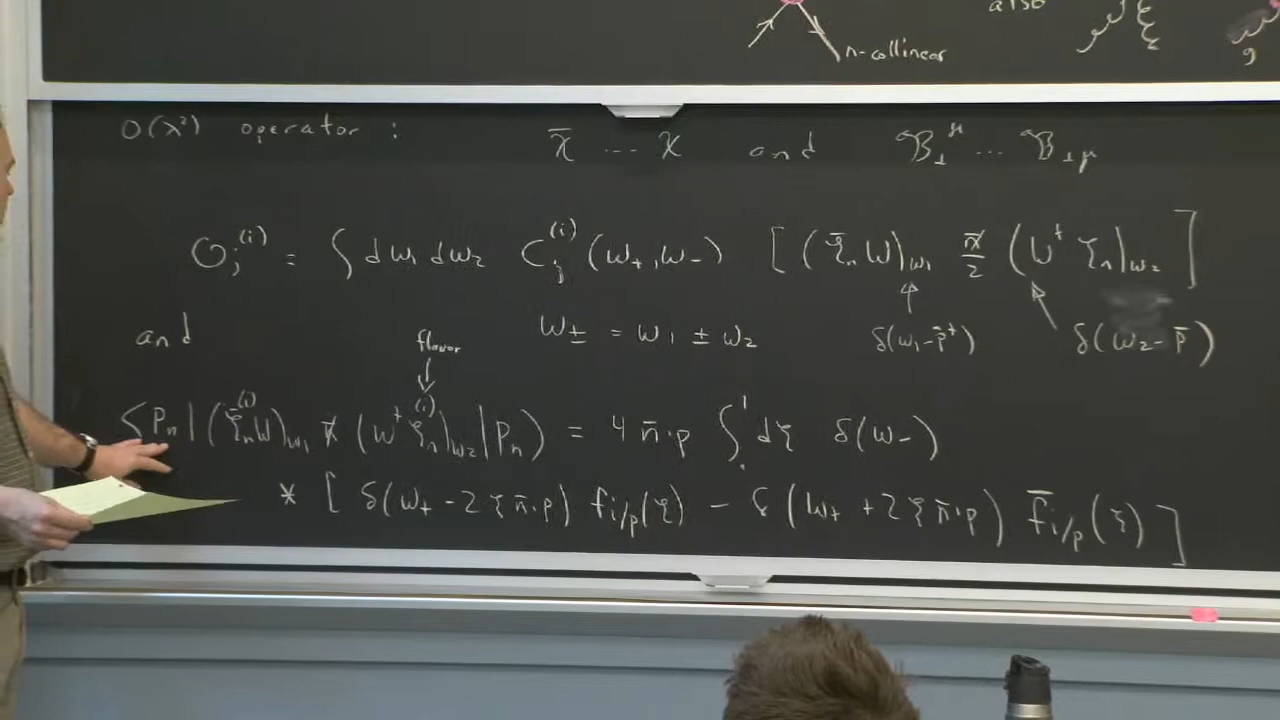 also
n-collinear
g
O(λ²) operator : χ̄ ... χ and ℬ⊥^μ ... ℬ⊥μ
O_j^(i) = ∫ dω₁ dω₂ C_j^(i) (ω₊, ω₋) [ (ξ̄ₙ W)_ω₁ n̸̄/2 (W† ξₙ)_ω₂ ]
and flavor ω± = ω₁ ± ω₂ δ(ω₁ - p̄†) δ(ω₂ - p̄)
⟨Pₙ| (ξ̄ₙ^(i) W)_ω₁ n̸̄ (W† ξₙ^(i))_ω₂ |Pₙ⟩ = 4 n̄·p ∫₀¹ dξ δ(ω₋)
* [ δ(ω₊ - 2ξ n̄·p) f_i/p(ξ) - δ(ω₊ + 2ξ n̄·p) f̄_i/p(ξ) ]